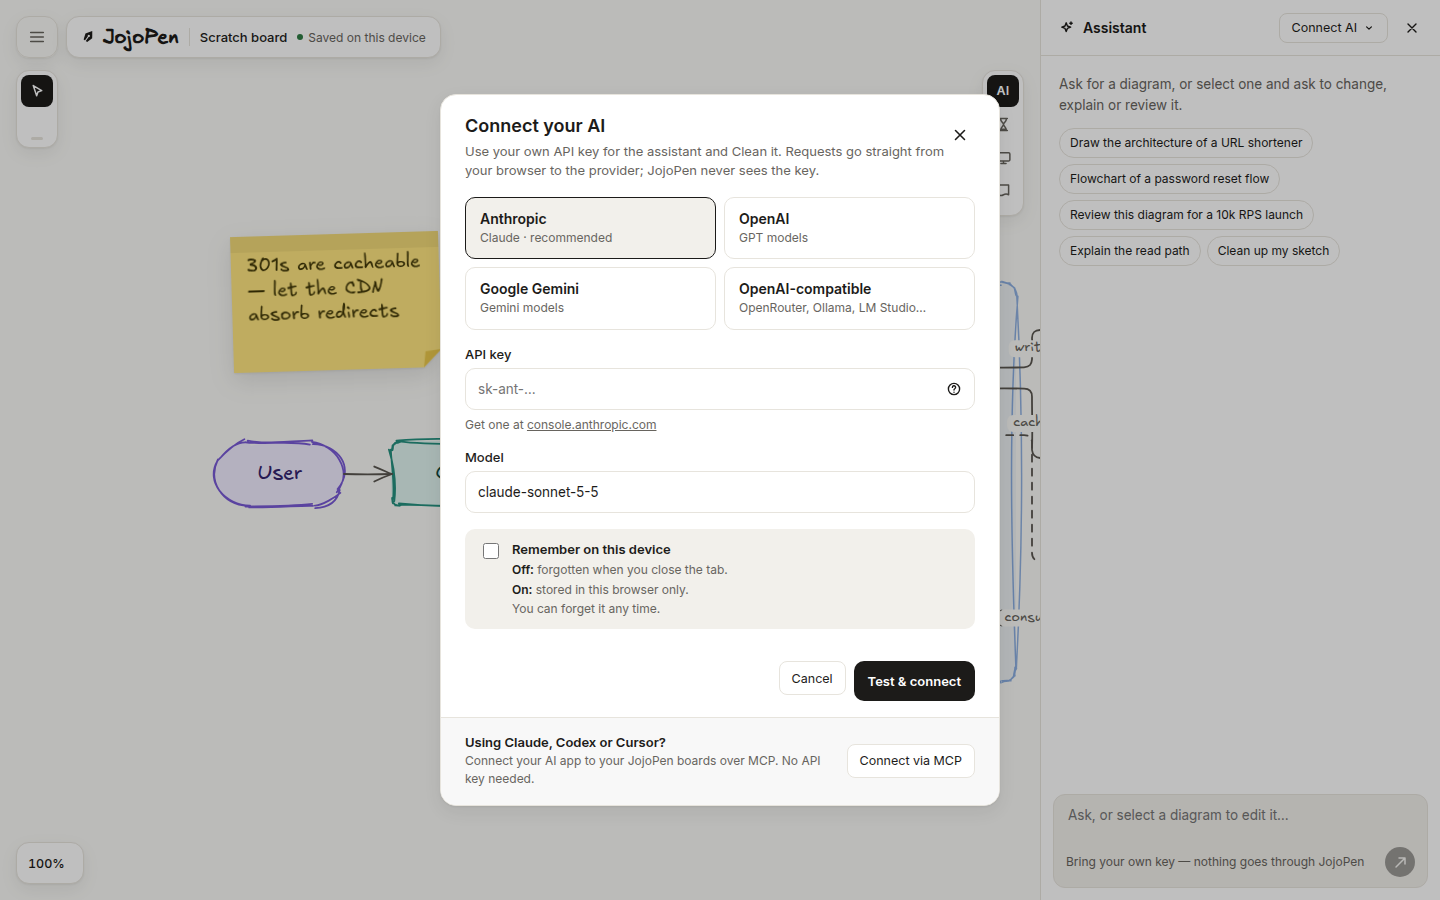 JojoPen
Scratch board
Saved on this device
Assistant
Connect AI
Ask for a diagram, or select one and ask to change,
explain or review it.
Draw the architecture of a URL shortener
Flowchart of a password reset flow
Review this diagram for a 10k RPS launch
Explain the read path
Clean up my sketch
AI
301s are cacheable
— let the CDN
absorb redirects
User
Connect your AI
Use your own API key for the assistant and Clean it. Requests go straight from
your browser to the provider; JojoPen never sees the key.
Anthropic
Claude · recommended
OpenAI
GPT models
Google Gemini
Gemini models
OpenAI-compatible
OpenRouter, Ollama, LM Studio...
API key
sk-ant-...
Get one at console.anthropic.com
Model
claude-sonnet-5-5
Remember on this device
Off: forgotten when you close the tab.
On: stored in this browser only.
You can forget it any time.
Cancel
Test & connect
Using Claude, Codex or Cursor?
Connect your AI app to your JojoPen boards over MCP. No API
key needed.
Connect via MCP
100%
Ask, or select a diagram to edit it...
Bring your own key — nothing goes through JojoPen